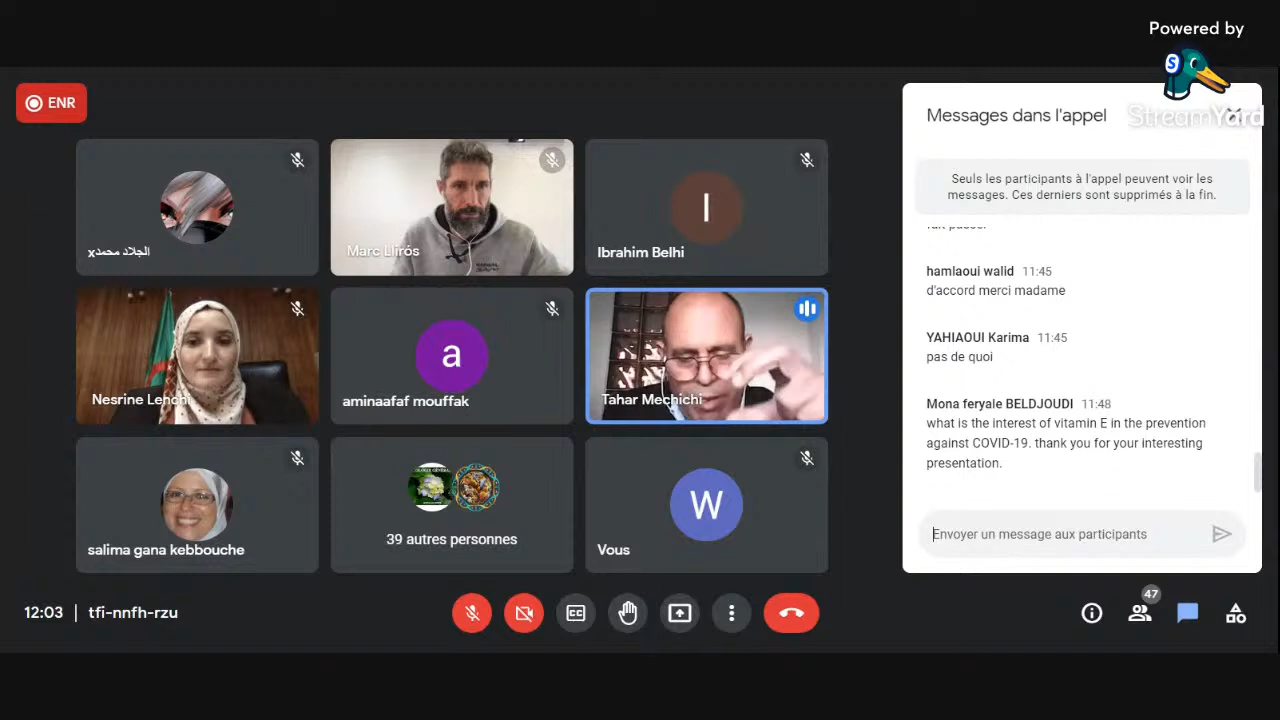 Powered by
StreamYard
ENR
Messages dans l'appel
Seuls les participants à l'appel peuvent voir les
messages. Ces derniers sont supprimés à la fin.
الجلاد محمدx
Marc Llirós
I
Ibrahim Belhi
hamlaoui walid 11:45
d'accord merci madame
YAHIAOUI Karima 11:45
pas de quoi
Nesrine Lenchi
a
aminaafaf mouffak
Tahar Mechichi
Mona feryale BELDJOUDI 11:48
what is the interest of vitamin E in the prevention
against COVID-19. thank you for your interesting
presentation.
salima gana kebbouche
39 autres personnes
W
Vous
Envoyer un message aux participants
12:03 | tfi-nnfh-rzu
CC
47